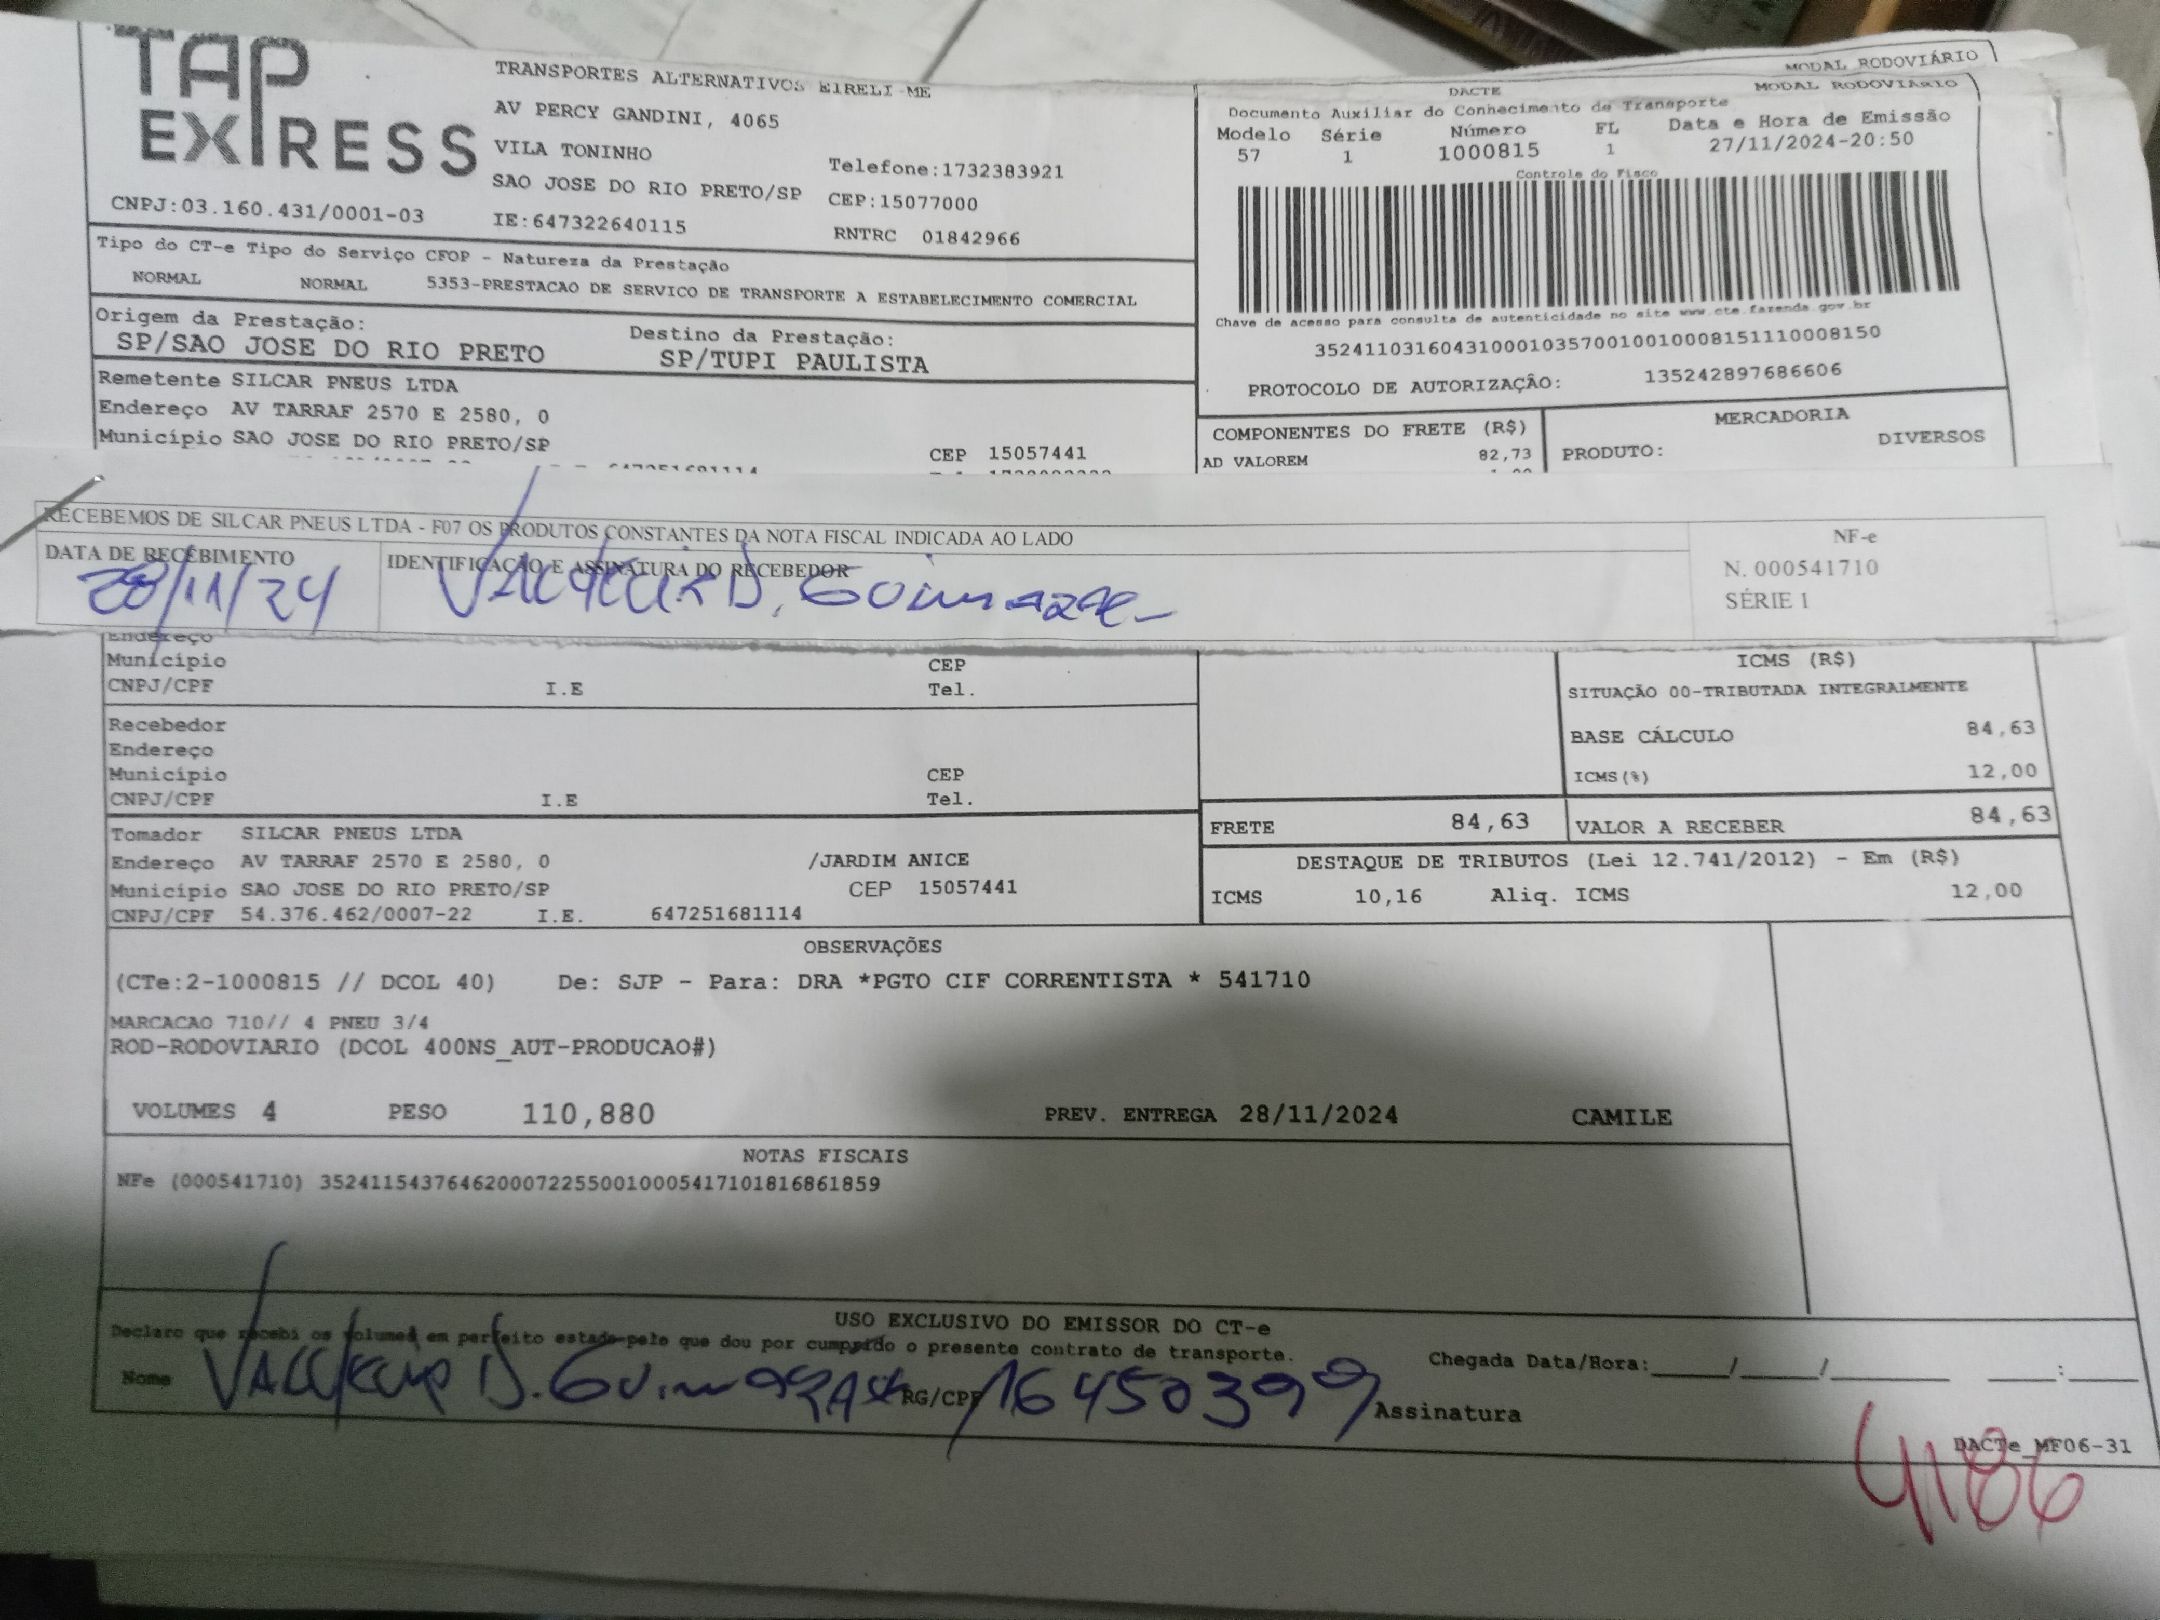 TAP EXPRESS
TRANSPORTES ALTERNATIVOS EIRELI-ME
AV PERCY GANDINI, 4065
VILA TONINHO
SAO JOSE DO RIO PRETO/SP
IE:647322640115
Telefone:1732383921
CEP:15077000
RNTRC 01842966
CNPJ:03.160.431/0001-03
MODAL RODOVIÁRIO
MODAL RODOVIÁRIO
DACTE
Documento Auxiliar do Conhecimento de Transporte
Modelo Série Número FL Data e Hora de Emissão
57 1 1000815 1 27/11/2024-20:50
Controle do Fisco
Chave de acesso para consulta de autenticidade no site www.cte.fazenda.gov.br
35241103160431000103570010010008151110008150
PROTOCOLO DE AUTORIZAÇÃO: 135242897686606
Tipo do CT-e Tipo do Serviço CFOP - Natureza da Prestação
NORMAL NORMAL 5353-PRESTACAO DE SERVICO DE TRANSPORTE A ESTABELECIMENTO COMERCIAL
Origem da Prestação: Destino da Prestação:
SP/SAO JOSE DO RIO PRETO SP/TUPI PAULISTA
Remetente SILCAR PNEUS LTDA
Endereço AV TARRAF 2570 E 2580, 0
Município SAO JOSE DO RIO PRETO/SP CEP 15057441
COMPONENTES DO FRETE (R$)
AD VALOREM 82,73
MERCADORIA
PRODUTO: DIVERSOS
RECEBEMOS DE SILCAR PNEUS LTDA - F07 OS PRODUTOS CONSTANTES DA NOTA FISCAL INDICADA AO LADO
DATA DE RECEBIMENTO IDENTIFICAÇÃO E ASSINATURA DO RECEBEDOR
28/11/24 D. Guimaraes
NF-e
N. 000541710
SÉRIE 1
Endereço
Município CEP
CNPJ/CPF I.E Tel.
Recebedor
Endereço
Município CEP
CNPJ/CPF I.E Tel.
ICMS (R$)
SITUAÇÃO 00-TRIBUTADA INTEGRALMENTE
BASE CÁLCULO 84,63
ICMS(%) 12,00
FRETE 84,63 VALOR A RECEBER 84,63
Tomador SILCAR PNEUS LTDA
Endereço AV TARRAF 2570 E 2580, 0 /JARDIM ANICE
Município SAO JOSE DO RIO PRETO/SP CEP 15057441
CNPJ/CPF 54.376.462/0007-22 I.E. 647251681114
DESTAQUE DE TRIBUTOS (Lei 12.741/2012) - Em (R$)
ICMS 10,16 Aliq. ICMS 12,00
OBSERVAÇÕES
(CTe:2-1000815 // DCOL 40) De: SJP - Para: DRA *PGTO CIF CORRENTISTA * 541710
MARCACAO 710// 4 PNEU 3/4
ROD-RODOVIARIO (DCOL 400NS_AUT-PRODUCAO#)
VOLUMES 4 PESO 110,880 PREV. ENTREGA 28/11/2024 CAMILE
NOTAS FISCAIS
NFe (000541710) 35241154376462000722550010005417101816861859
USO EXCLUSIVO DO EMISSOR DO CT-e
Declaro que recebi os volumes em perfeito estado pelo que dou por cumprido o presente contrato de transporte.
Chegada Data/Hora:____/____/______ ____:____
Nome D. Guimaraes RG/CPF 16450399 Assinatura
DACTe_MF06-31
4186